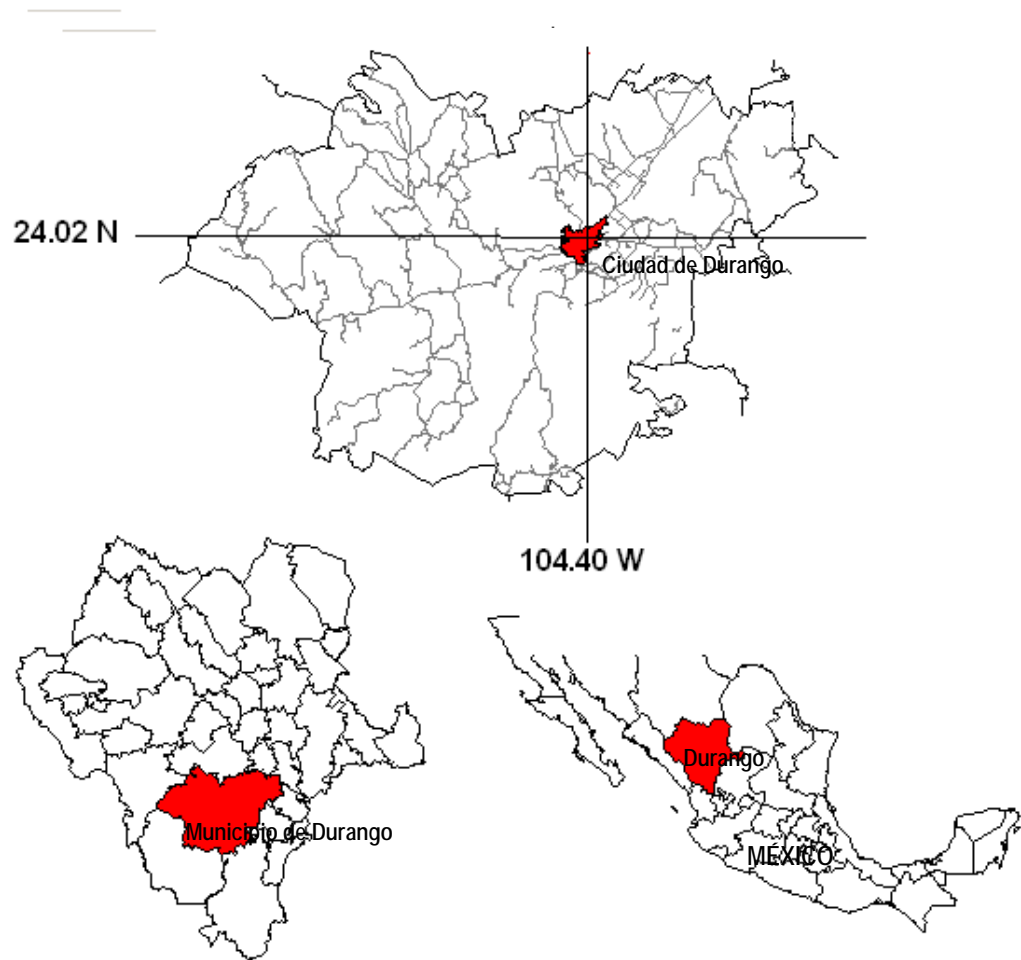 24.02 N
Ciudad de Durango
104.40 W
Municipio de Durango
Durango
MÉXICO